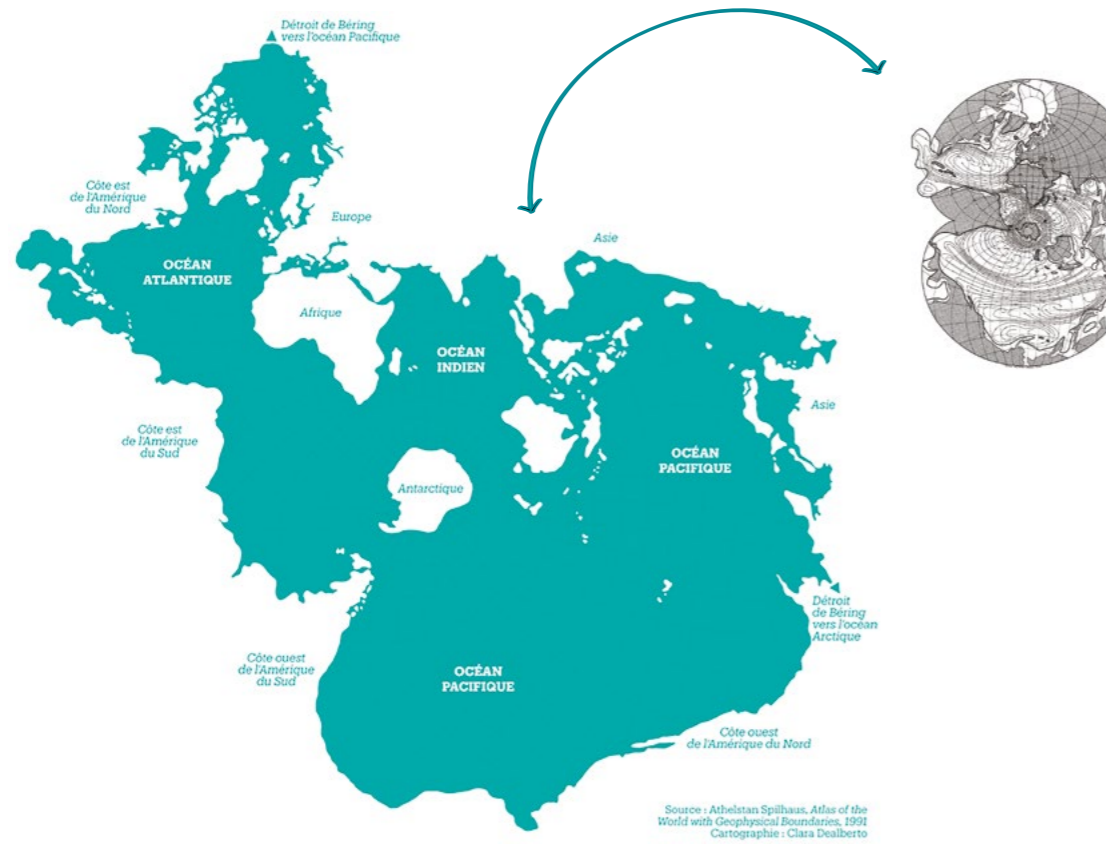 Détroit de Béring
vers l'océan Pacifique
Côte est
de l'Amérique
du Nord
Europe
Asie
OCÉAN
ATLANTIQUE
Afrique
OCÉAN
INDIEN
Asie
Côte est
de l'Amérique
du Sud
OCÉAN
PACIFIQUE
Antarctique
Détroit
de Béring
vers l'océan
Arctique
Côte ouest
de l'Amérique
du Sud
OCÉAN
PACIFIQUE
Côte ouest
de l'Amérique du Nord
Source : Athelstan Spilhaus, Atlas of the
World with Geophysical Boundaries, 1991
Cartographie : Clara Dealberto